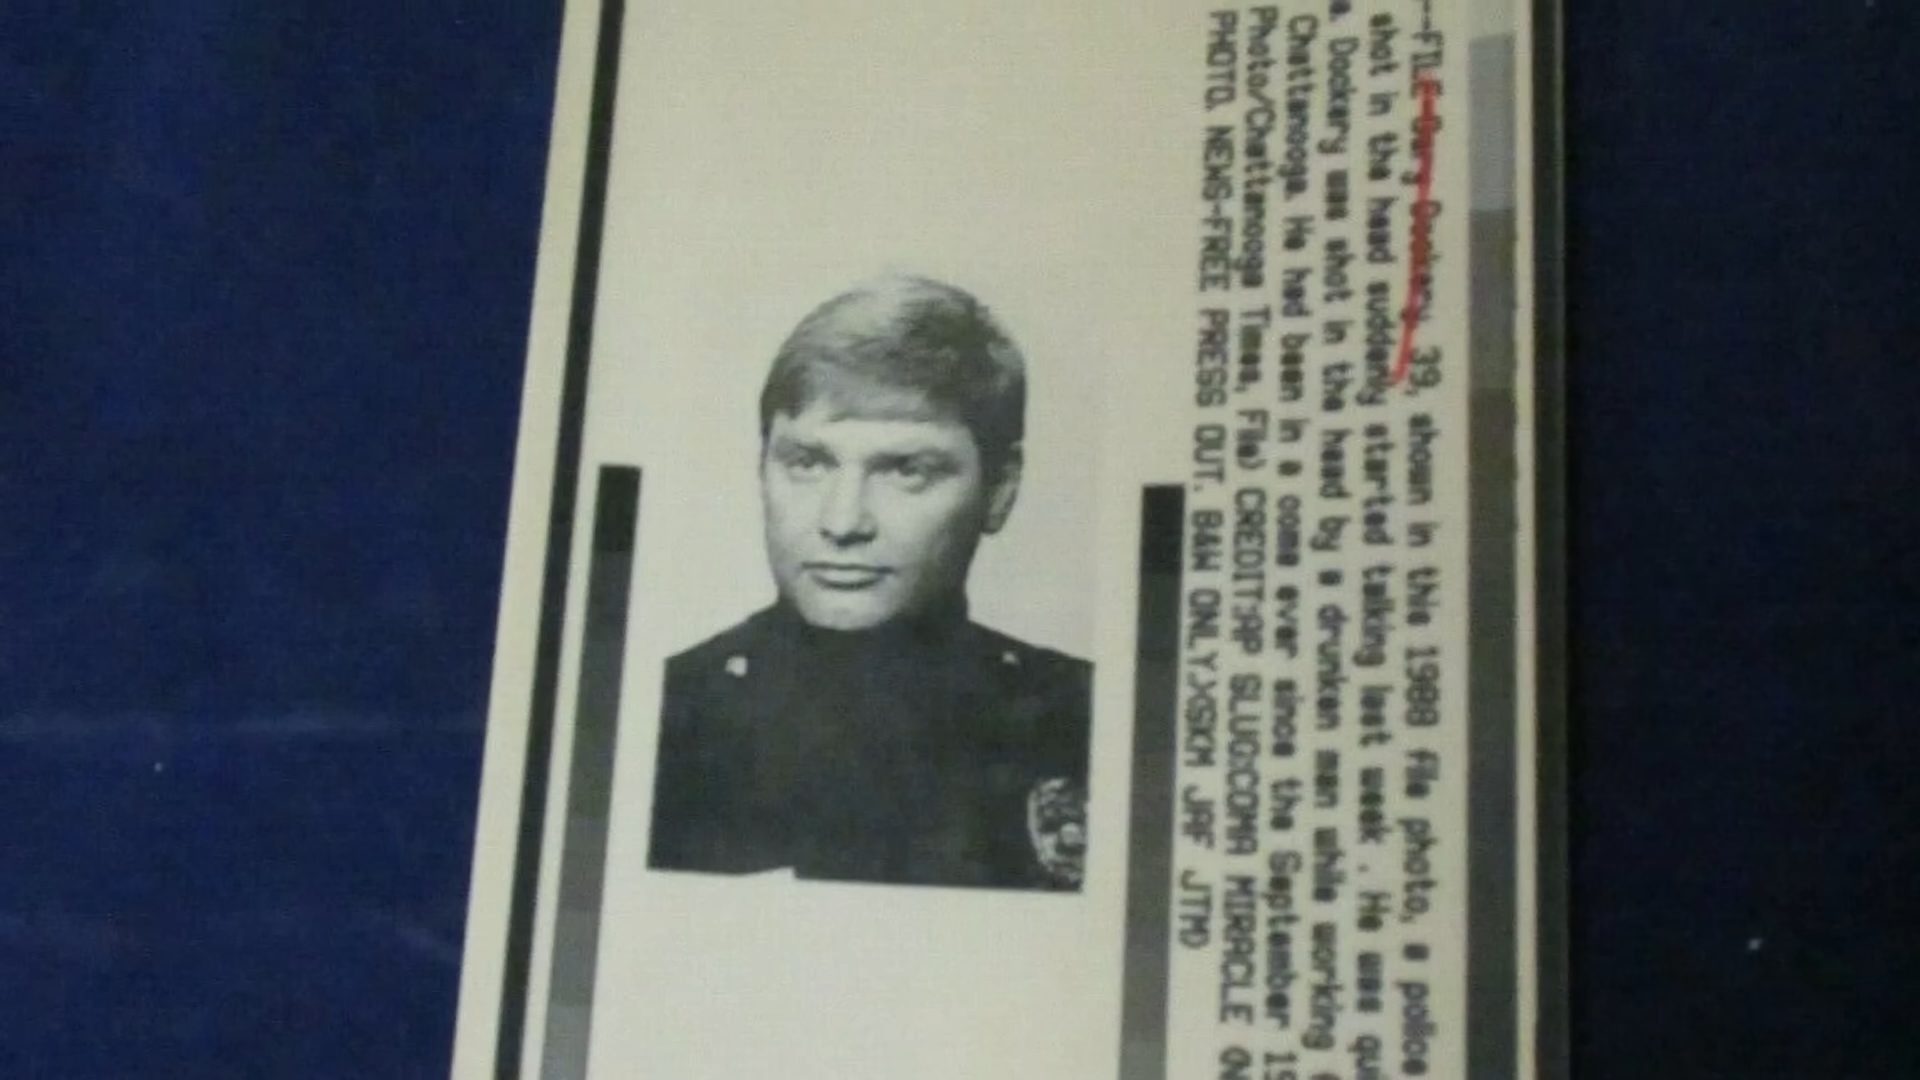 --FILE--Gary Dockery, 39, shown in this 1988 file photo, a police
shot in the head suddenly started talking last week . He was qui
a. Dockery was shot in the head by a drunken man while working
Chattanooga. He had been in a coma ever since the September 19
Photo/Chattanooga Times, File) CREDIT:AP SLUG:COMA MIRACLE ON
PHOTO. NEWS-FREE PRESS OUT. B&W ONLY.>SKM JAF JTMD